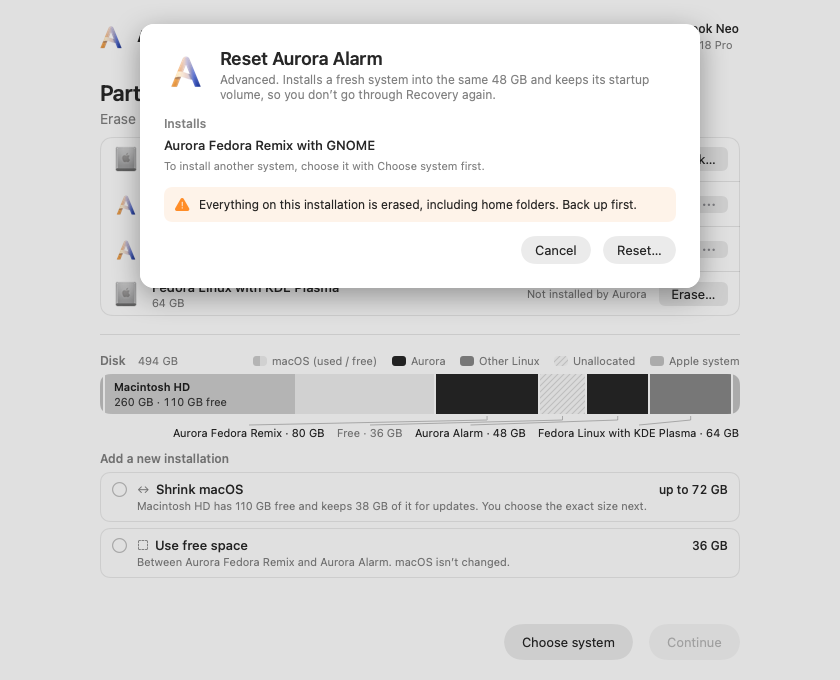 ok Neo
18 Pro
Reset Aurora Alarm
Advanced. Installs a fresh system into the same 48 GB and keeps its startup
volume, so you don't go through Recovery again.
Installs
Aurora Fedora Remix with GNOME
To install another system, choose it with Choose system first.
Everything on this installation is erased, including home folders. Back up first.
Cancel
Reset…
Part
Erase
Fedora Linux with KDE Plasma
64 GB
Not installed by Aurora
Erase…
Disk 494 GB
macOS (used / free) Aurora Other Linux Unallocated Apple system
Macintosh HD
260 GB · 110 GB free
Aurora Fedora Remix · 80 GB Free · 36 GB Aurora Alarm · 48 GB Fedora Linux with KDE Plasma · 64 GB
Add a new installation
Shrink macOS up to 72 GB
Macintosh HD has 110 GB free and keeps 38 GB of it for updates. You choose the exact size next.
Use free space 36 GB
Between Aurora Fedora Remix and Aurora Alarm. macOS isn't changed.
Choose system
Continue